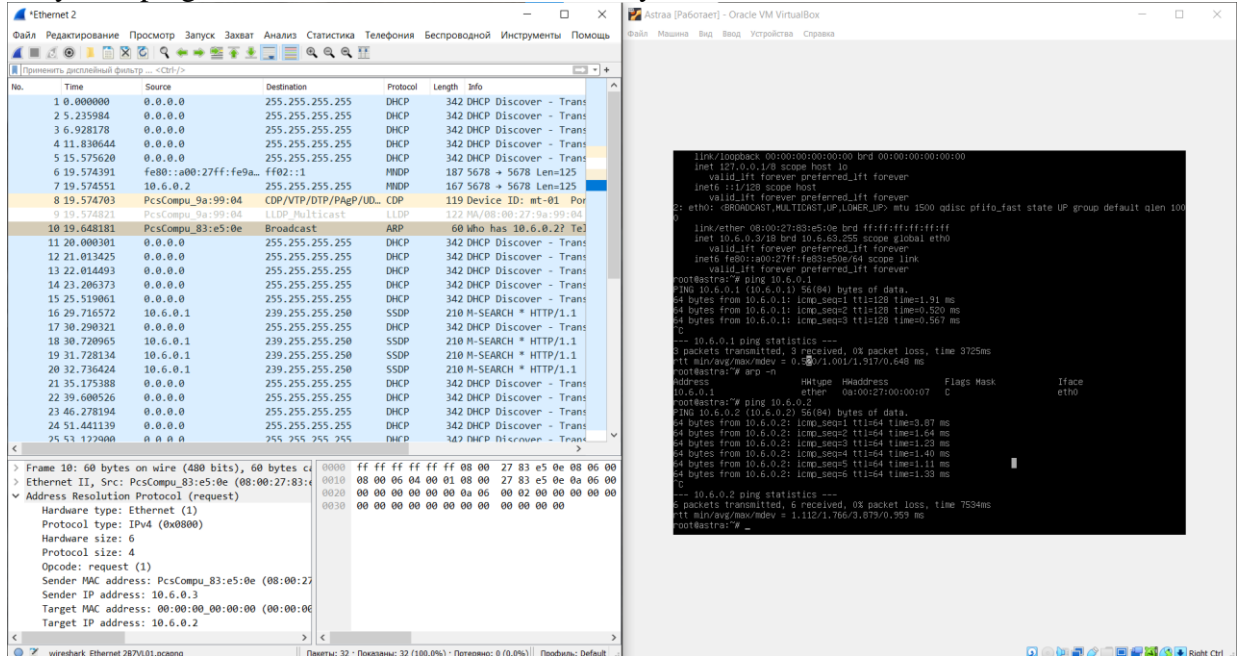 *Ethernet 2
Файл Редактирование Просмотр Запуск Захват Анализ Статистика Телефония Беспроводной Инструменты Помощь
Применить дисплейный фильтр ... <Ctrl-/>
No. Time Source Destination Protocol Length Info
1 0.000000 0.0.0.0 255.255.255.255 DHCP 342 DHCP Discover - Trans
2 5.235984 0.0.0.0 255.255.255.255 DHCP 342 DHCP Discover - Trans
3 6.928178 0.0.0.0 255.255.255.255 DHCP 342 DHCP Discover - Trans
4 11.830644 0.0.0.0 255.255.255.255 DHCP 342 DHCP Discover - Trans
5 15.575620 0.0.0.0 255.255.255.255 DHCP 342 DHCP Discover - Trans
6 19.574391 fe80::a00:27ff:fe9a… ff02::1 MNDP 187 5678 → 5678 Len=125
7 19.574551 10.6.0.2 255.255.255.255 MNDP 167 5678 → 5678 Len=125
8 19.574703 PcsCompu_9a:99:04 CDP/VTP/DTP/PAgP/UD… CDP 119 Device ID: mt-01 Por
9 19.574821 PcsCompu_9a:99:04 LLDP_Multicast LLDP 122 MA/08:00:27:9a:99:04
10 19.648181 PcsCompu_83:e5:0e Broadcast ARP 60 Who has 10.6.0.2? Tel
11 20.000301 0.0.0.0 255.255.255.255 DHCP 342 DHCP Discover - Trans
12 21.013425 0.0.0.0 255.255.255.255 DHCP 342 DHCP Discover - Trans
13 22.014493 0.0.0.0 255.255.255.255 DHCP 342 DHCP Discover - Trans
14 23.206373 0.0.0.0 255.255.255.255 DHCP 342 DHCP Discover - Trans
15 25.519061 0.0.0.0 255.255.255.255 DHCP 342 DHCP Discover - Trans
16 29.716572 10.6.0.1 239.255.255.250 SSDP 210 M-SEARCH * HTTP/1.1
17 30.290321 0.0.0.0 255.255.255.255 DHCP 342 DHCP Discover - Trans
18 30.720965 10.6.0.1 239.255.255.250 SSDP 210 M-SEARCH * HTTP/1.1
19 31.728134 10.6.0.1 239.255.255.250 SSDP 210 M-SEARCH * HTTP/1.1
20 32.736424 10.6.0.1 239.255.255.250 SSDP 210 M-SEARCH * HTTP/1.1
21 35.175388 0.0.0.0 255.255.255.255 DHCP 342 DHCP Discover - Trans
22 39.600526 0.0.0.0 255.255.255.255 DHCP 342 DHCP Discover - Trans
23 46.278194 0.0.0.0 255.255.255.255 DHCP 342 DHCP Discover - Trans
24 51.441139 0.0.0.0 255.255.255.255 DHCP 342 DHCP Discover - Trans
25 53.122900 0.0.0.0 255.255.255.255 DHCP 342 DHCP Discover - Trans
Frame 10: 60 bytes on wire (480 bits), 60 bytes ca
Ethernet II, Src: PcsCompu_83:e5:0e (08:00:27:83:e
Address Resolution Protocol (request)
Hardware type: Ethernet (1)
Protocol type: IPv4 (0x0800)
Hardware size: 6
Protocol size: 4
Opcode: request (1)
Sender MAC address: PcsCompu_83:e5:0e (08:00:27
Sender IP address: 10.6.0.3
Target MAC address: 00:00:00_00:00:00 (00:00:00
Target IP address: 10.6.0.2
0000 ff ff ff ff ff ff 08 00 27 83 e5 0e 08 06 00
0010 08 00 06 04 00 01 08 00 27 83 e5 0e 0a 06 00
0020 00 00 00 00 00 00 0a 06 00 02 00 00 00 00 00
0030 00 00 00 00 00 00 00 00 00 00 00 00
wireshark_Ethernet 2B7VL01.pcapng Пакеты: 32 · Показаны: 32 (100.0%) · Потеряно: 0 (0.0%) Профиль: Default
Astraa [Работает] - Oracle VM VirtualBox
Файл Машина Вид Ввод Устройства Справка
link/loopback 00:00:00:00:00:00 brd 00:00:00:00:00:00
inet 127.0.0.1/8 scope host lo
valid_lft forever preferred_lft forever
inet6 ::1/128 scope host
valid_lft forever preferred_lft forever
2: eth0: <BROADCAST,MULTICAST,UP,LOWER_UP> mtu 1500 qdisc pfifo_fast state UP group default qlen 100
0
link/ether 08:00:27:83:e5:0e brd ff:ff:ff:ff:ff:ff
inet 10.6.0.3/18 brd 10.6.63.255 scope global eth0
valid_lft forever preferred_lft forever
inet6 fe80::a00:27ff:fe83:e50e/64 scope link
valid_lft forever preferred_lft forever
root@astra:~# ping 10.6.0.1
PING 10.6.0.1 (10.6.0.1) 56(84) bytes of data.
64 bytes from 10.6.0.1: icmp_seq=1 ttl=128 time=1.91 ms
64 bytes from 10.6.0.1: icmp_seq=2 ttl=128 time=0.520 ms
64 bytes from 10.6.0.1: icmp_seq=3 ttl=128 time=0.567 ms
^C
--- 10.6.0.1 ping statistics ---
3 packets transmitted, 3 received, 0% packet loss, time 3725ms
rtt min/avg/max/mdev = 0.520/1.001/1.917/0.648 ms
root@astra:~# arp -n
Address HWtype HWaddress Flags Mask Iface
10.6.0.1 ether 0a:00:27:00:00:07 C eth0
root@astra:~# ping 10.6.0.2
PING 10.6.0.2 (10.6.0.2) 56(84) bytes of data.
64 bytes from 10.6.0.2: icmp_seq=1 ttl=64 time=3.87 ms
64 bytes from 10.6.0.2: icmp_seq=2 ttl=64 time=1.64 ms
64 bytes from 10.6.0.2: icmp_seq=3 ttl=64 time=1.23 ms
64 bytes from 10.6.0.2: icmp_seq=4 ttl=64 time=1.40 ms
64 bytes from 10.6.0.2: icmp_seq=5 ttl=64 time=1.11 ms
64 bytes from 10.6.0.2: icmp_seq=6 ttl=64 time=1.33 ms
^C
--- 10.6.0.2 ping statistics ---
6 packets transmitted, 6 received, 0% packet loss, time 7534ms
rtt min/avg/max/mdev = 1.112/1.766/3.879/0.959 ms
root@astra:~# _
Right Ctrl